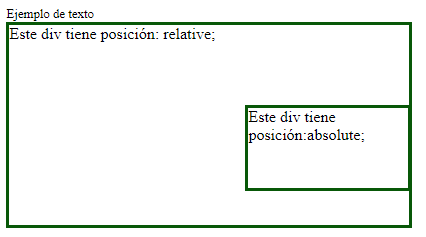 Ejemplo de texto
Este div tiene posición: relative;
Este div tiene
posición:absolute;